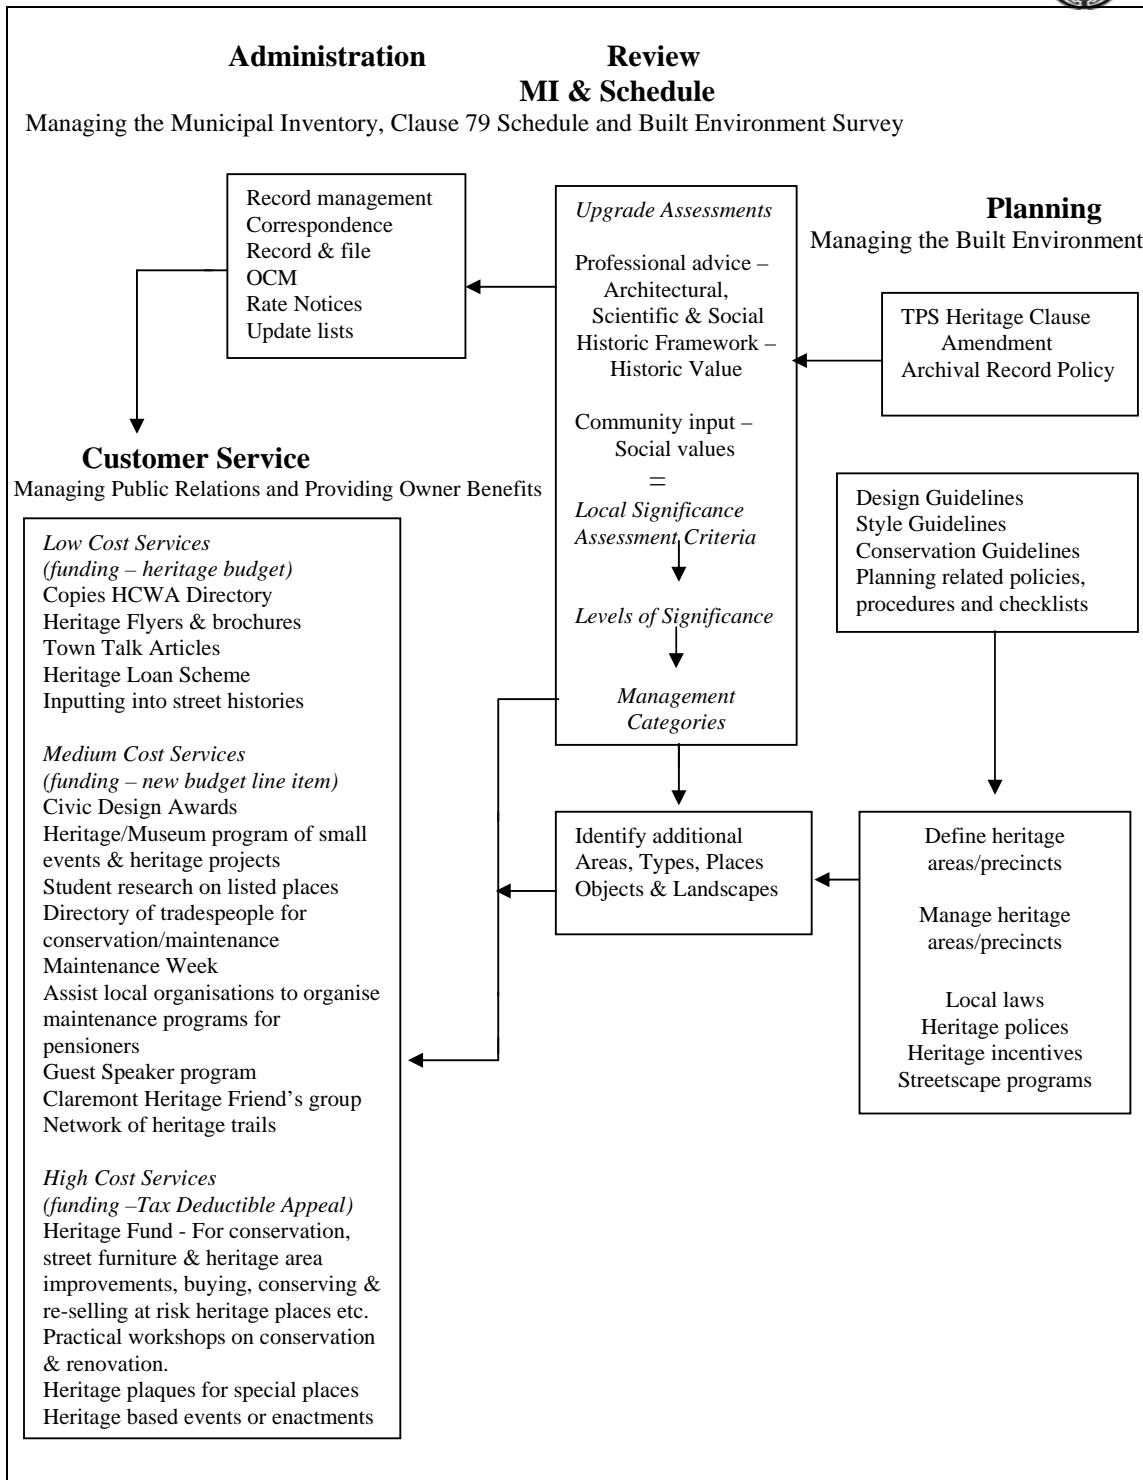 Administration
Review
MI & Schedule
Managing the Municipal Inventory, Clause 79 Schedule and Built Environment Survey
Record management
Correspondence
Record & file
OCM
Rate Notices
Update lists
Upgrade Assessments
Professional advice –
Architectural,
Scientific & Social
Historic Framework –
Historic Value
Community input –
Social values
=
Local Significance
Assessment Criteria
Levels of Significance
Management
Categories
Planning
Managing the Built Environment
TPS Heritage Clause
Amendment
Archival Record Policy
Design Guidelines
Style Guidelines
Conservation Guidelines
Planning related policies,
procedures and checklists
Customer Service
Managing Public Relations and Providing Owner Benefits
Low Cost Services
(funding – heritage budget)
Copies HCWA Directory
Heritage Flyers & brochures
Town Talk Articles
Heritage Loan Scheme
Inputting into street histories
Medium Cost Services
(funding – new budget line item)
Civic Design Awards
Heritage/Museum program of small
events & heritage projects
Student research on listed places
Directory of tradespeople for
conservation/maintenance
Maintenance Week
Assist local organisations to organise
maintenance programs for
pensioners
Guest Speaker program
Claremont Heritage Friend's group
Network of heritage trails
High Cost Services
(funding –Tax Deductible Appeal)
Heritage Fund - For conservation,
street furniture & heritage area
improvements, buying, conserving &
re-selling at risk heritage places etc.
Practical workshops on conservation
& renovation.
Heritage plaques for special places
Heritage based events or enactments
Identify additional
Areas, Types, Places
Objects & Landscapes
Define heritage
areas/precincts
Manage heritage
areas/precincts
Local laws
Heritage polices
Heritage incentives
Streetscape programs